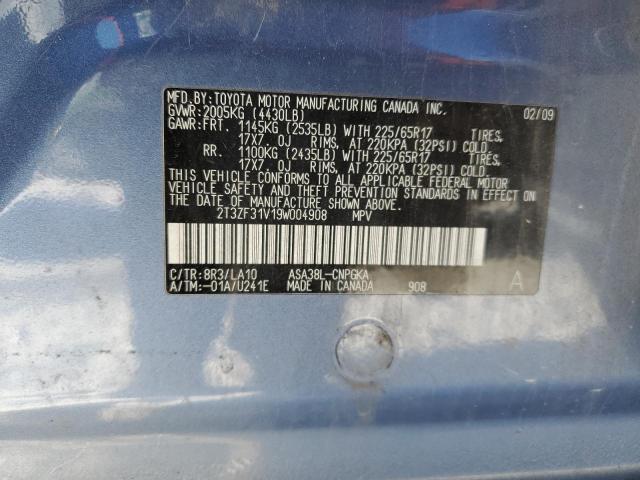 MFD. BY: TOYOTA MOTOR MANUFACTURING CANADA INC. 02/09
GVWR: 2005KG (4430LB)
GAWR: FRT. 1145KG (2535LB) WITH 225/65R17 TIRES,
17X7 OJ RIMS, AT 220KPA (32PSI) COLD.
RR. 1100KG (2435LB) WITH 225/65R17 TIRES,
17X7 OJ RIMS, AT 220KPA (32PSI) COLD.
THIS VEHICLE CONFORMS TO ALL APPLICABLE FEDERAL MOTOR
VEHICLE SAFETY AND THEFT PREVENTION STANDARDS IN EFFECT ON
THE DATE OF MANUFACTURE SHOWN ABOVE.
2T3ZF31V19W004908 MPV
C/TR: 8R3/LA10 ASA38L-CNPGKA A
A/TM: -01A/U241E MADE IN CANADA 908